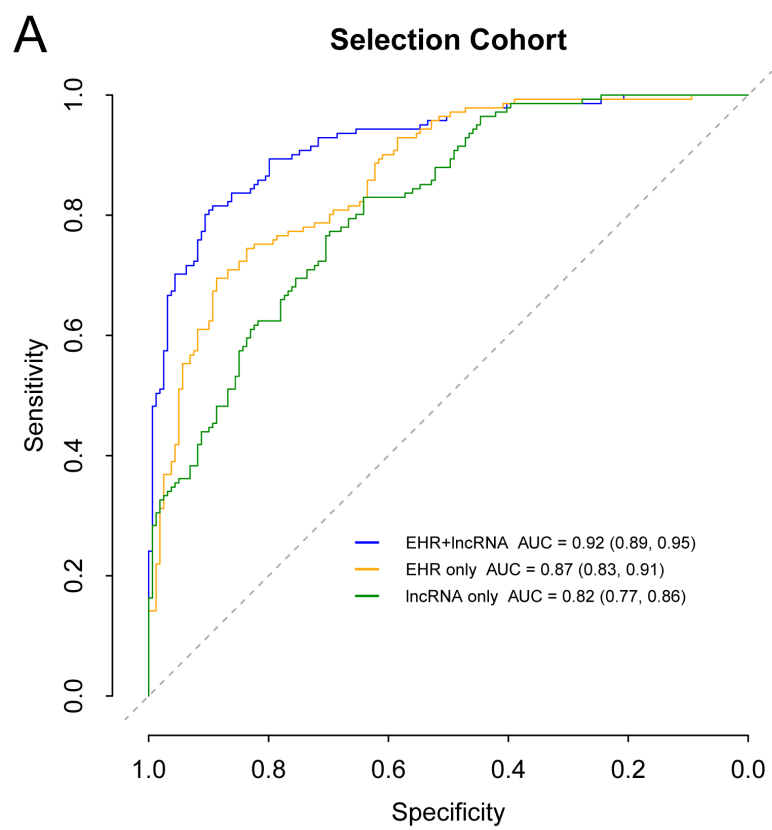 A
Selection Cohort
1.0
0.8
0.6
0.4
0.2
0.0
Sensitivity
EHR+lncRNA AUC = 0.92 (0.89, 0.95)
EHR only AUC = 0.87 (0.83, 0.91)
lncRNA only AUC = 0.82 (0.77, 0.86)
1.0 0.8 0.6 0.4 0.2 0.0
Specificity